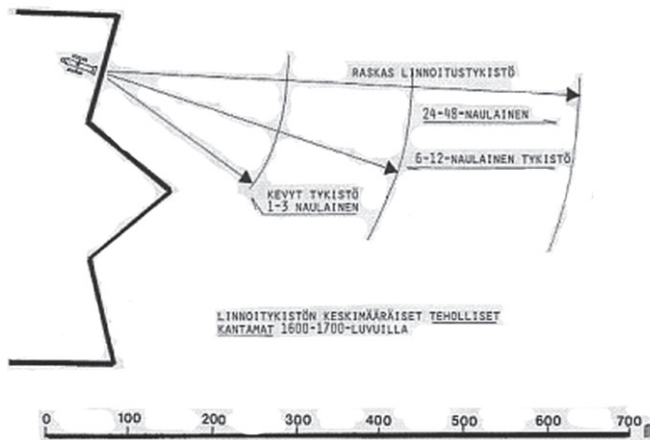 RASKAS LINNOITUSTYKISTÖ
24-48-NAULAINEN
6-12-NAULAINEN TYKISTÖ
KEVYT TYKISTÖ
1-3 NAULAINEN
LINNOITYKISTÖN KESKIMÄÄRÄISET TEHOLLISET
KANTAMAT 1600-1700-LUVUILLA
0 100 200 300 400 500 600 700